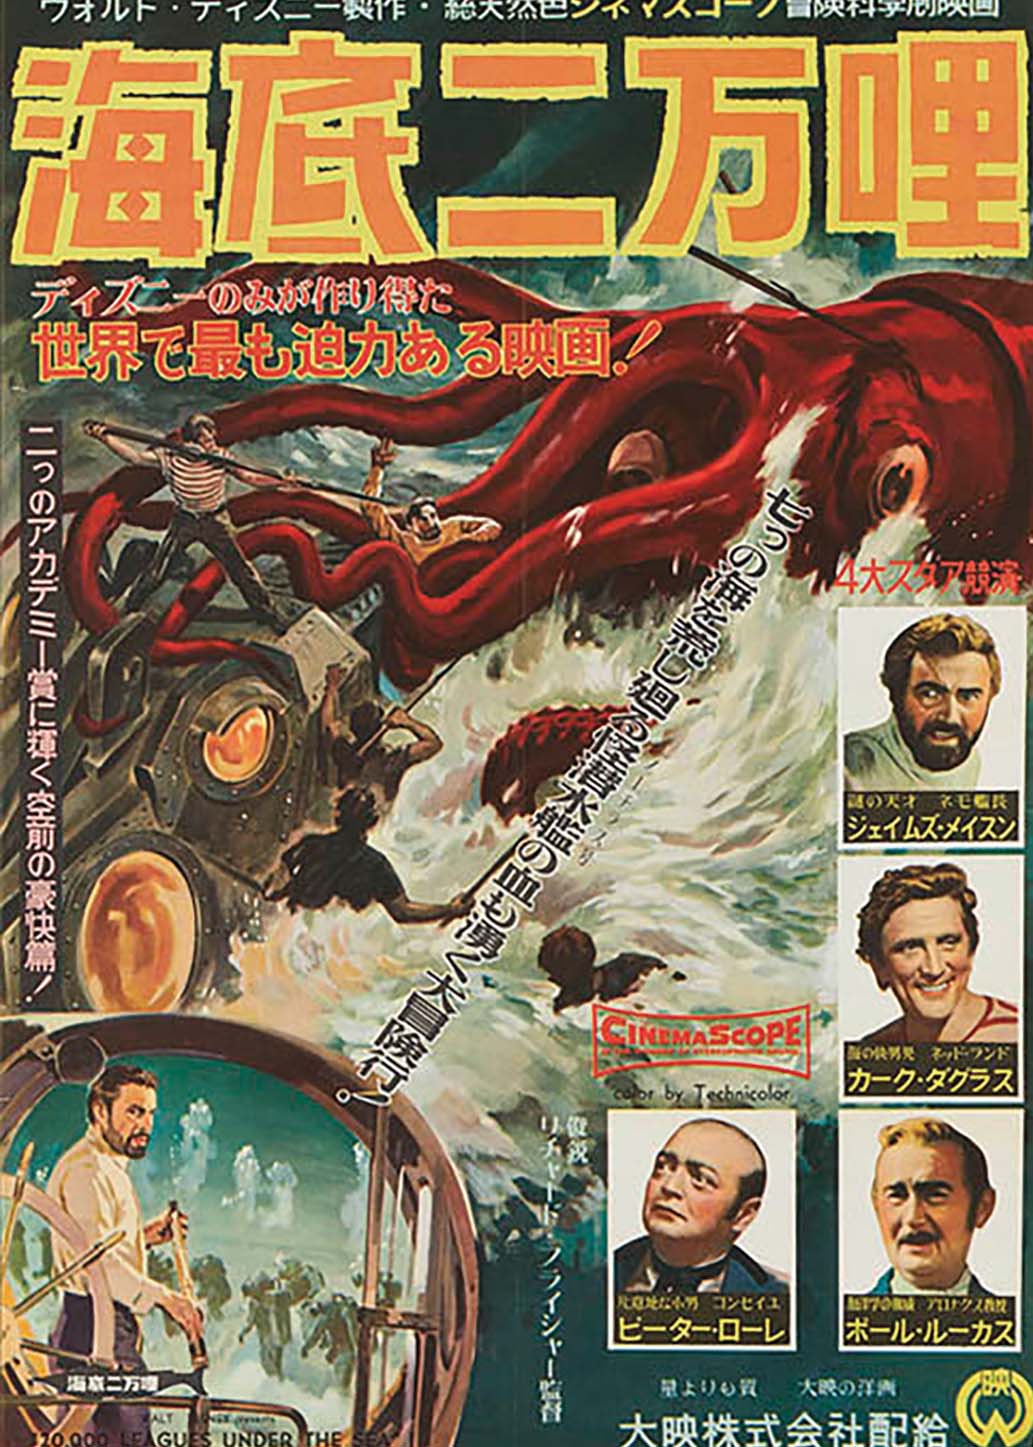 ウォルト・ディズニー製作・総天然色シネマスコープ冒険科学劇映画
海底二万哩
ディズニーのみが作り得た
世界で最も迫力ある映画!
二つのアカデミー賞に輝く空前の豪快篇!
七つの海を荒し廻る怪潜水艦の血も湧く大冒険行!
4大スタア競演
謎の天才 ネモ艦長
ジェイムズ・メイスン
海の快男児 ネッド・ランド
カーク・ダグラス
CINEMASCOPE
color by Technicolor
俊鋭
リチャード・フライシャー監督
コンセイユ
ピーター・ローレ
アロナクス教授
ポール・ルーカス
海底二万哩
20,000 LEAGUES UNDER THE SEA
量よりも質 大映の洋画
大映株式会社配給
映